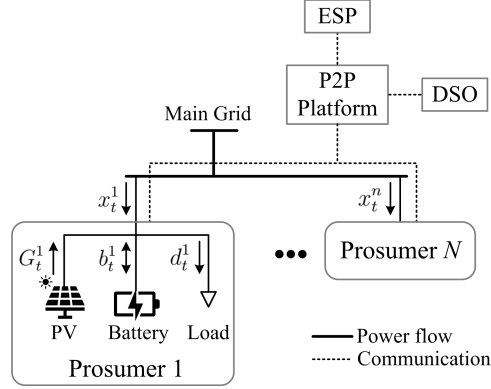 ESP
P2P
Platform
DSO
Main Grid
$x_t^1$
$x_t^n$
$G_t^1$
$b_t^1$
$d_t^1$
PV
Battery
Load
Prosumer 1
•••
Prosumer $N$
Power flow
Communication